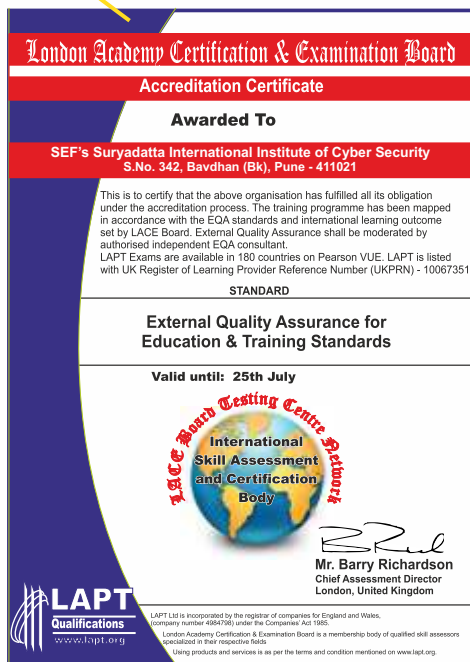 London Academy Certification & Examination Board
Accreditation Certificate
Awarded To
SEF's Suryadatta International Institute of Cyber Security
S.No. 342, Bavdhan (Bk), Pune - 411021
This is to certify that the above organisation has fulfilled all its obligation
under the accreditation process. The training programme has been mapped
in accordance with the EQA standards and international learning outcome
set by LACE Board. External Quality Assurance shall be moderated by
authorised independent EQA consultant.
LAPT Exams are available in 180 countries on Pearson VUE. LAPT is listed
with UK Register of Learning Provider Reference Number (UKPRN) - 10067351
STANDARD
External Quality Assurance for
Education & Training Standards
Valid until: 25th July
LACE Board Testing Centre Network
International
Skill Assessment
and Certification
Body
Mr. Barry Richardson
Chief Assessment Director
London, United Kingdom
LAPT
Qualifications
www.lapt.org
LAPT Ltd is incorporated by the registrar of companies for England and Wales,
(company number 4984798) under the Companies' Act 1985.
London Academy Certification & Examination Board is a membership body of qualified skill assessors
specialized in their respective fields
Using products and services is as per the terms and condition mentioned on www.lapt.org.